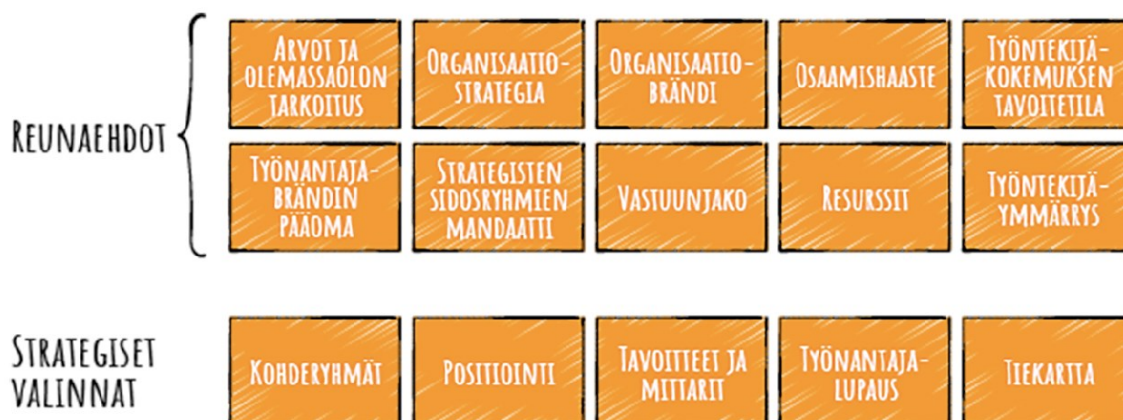 REUNAEHDOT
ARVOT JA
OLEMASSAOLON
TARKOITUS
ORGANISAATIO-
STRATEGIA
ORGANISAATIO-
BRÄNDI
OSAAMISHAASTE
TYÖNTEKIJÄ-
KOKEMUKSEN
TAVOITETILA
TYÖNANTAJA-
BRÄNDIN
PÄÄOMA
STRATEGISTEN
SIDOSRYHMIEN
MANDAATTI
VASTUUNJAKO
RESURSSIT
TYÖNTEKIJÄ-
YMMÄRRYS
STRATEGISET
VALINNAT
KOHDERYHMÄT
POSITIOINTI
TAVOITTEET JA
MITTARIT
TYÖNANTAJA-
LUPAUS
TIEKARTTA